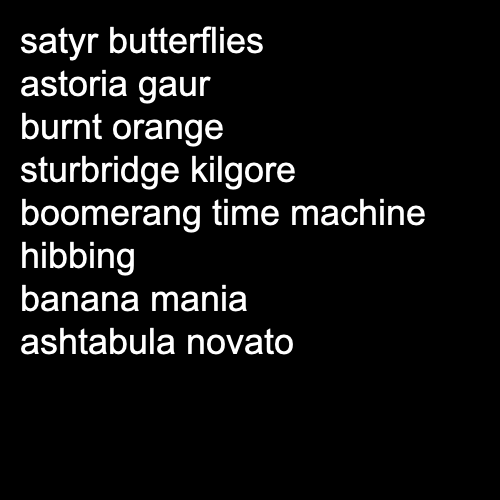 satyr butterflies
astoria gaur
burnt orange
sturbridge kilgore
boomerang time machine
hibbing
banana mania
ashtabula novato